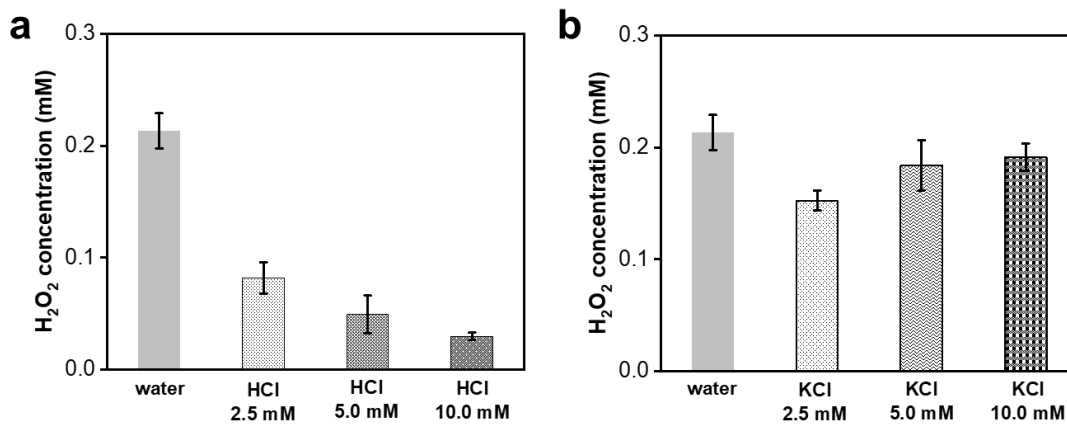 a
H₂O₂ concentration (mM)
0.3
0.2
0.1
0.0
water
HCl
2.5 mM
HCl
5.0 mM
HCl
10.0 mM
b
H₂O₂ concentration (mM)
0.3
0.2
0.1
0.0
water
KCl
2.5 mM
KCl
5.0 mM
KCl
10.0 mM